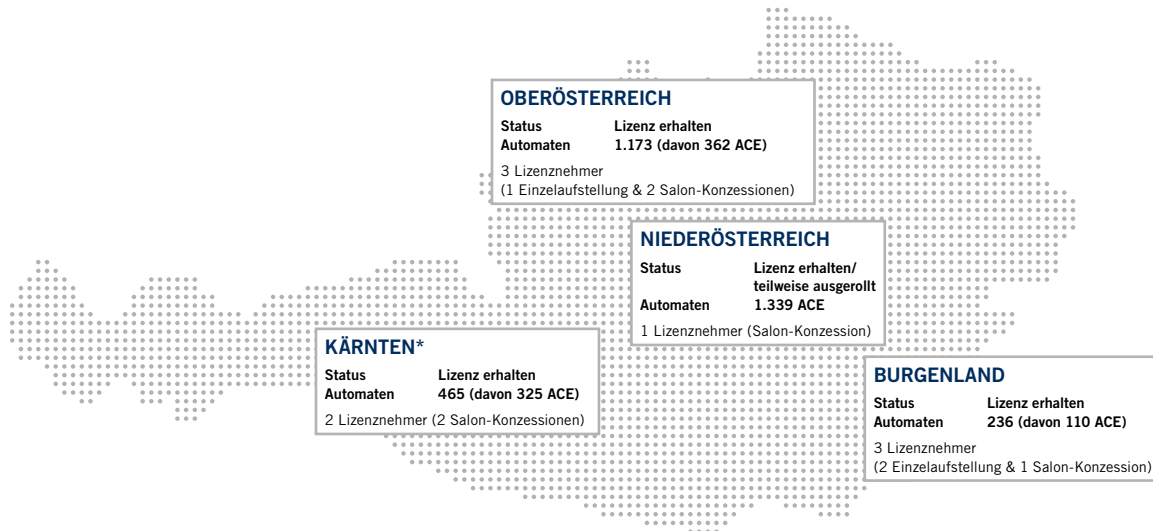 OBERÖSTERREICH
Status Lizenz erhalten
Automaten 1.173 (davon 362 ACE)
3 Lizenznehmer
(1 Einzelaufstellung & 2 Salon-Konzessionen)
NIEDERÖSTERREICH
Status Lizenz erhalten/
teilweise ausgerollt
Automaten 1.339 ACE
1 Lizenznehmer (Salon-Konzession)
KÄRNTEN*
Status Lizenz erhalten
Automaten 465 (davon 325 ACE)
2 Lizenznehmer (2 Salon-Konzessionen)
BURGENLAND
Status Lizenz erhalten
Automaten 236 (davon 110 ACE)
3 Lizenznehmer
(2 Einzelaufstellung & 1 Salon-Konzession)